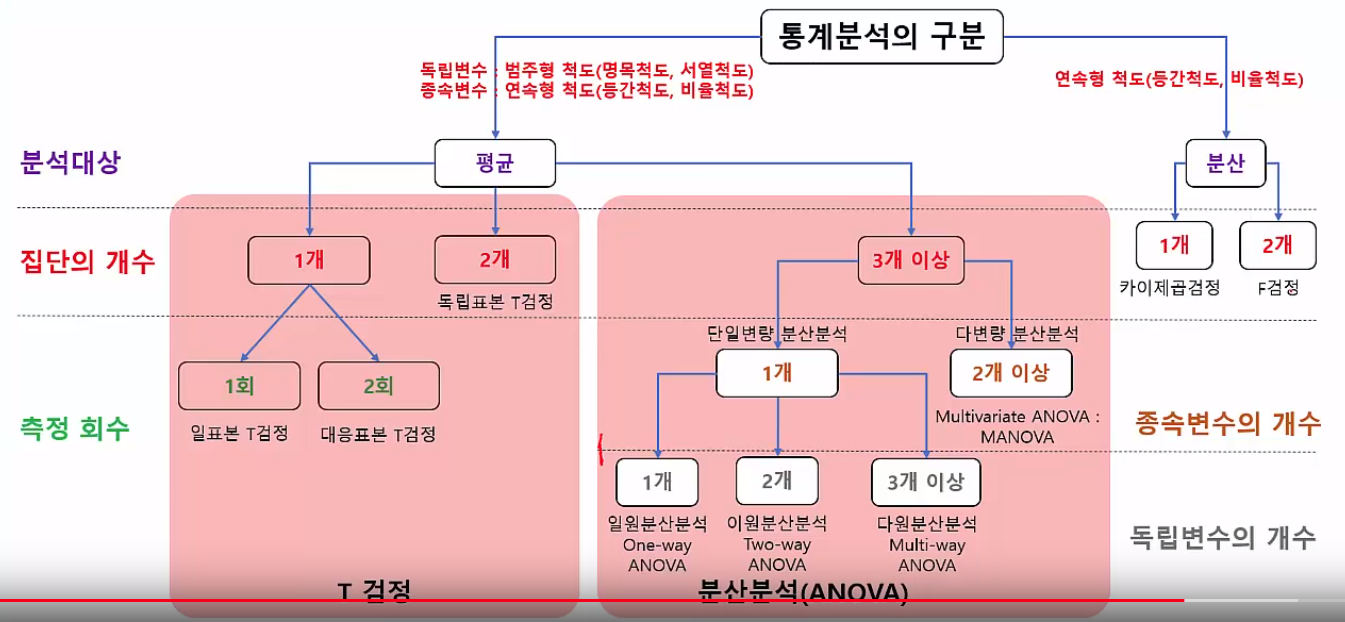 통계분석의 구분
독립변수 : 범주형 척도(명목척도, 서열척도)
종속변수 : 연속형 척도(등간척도, 비율척도)
연속형 척도(등간척도, 비율척도)
분석대상
평균
분산
집단의 개수
1개
2개
3개 이상
1개
2개
독립표본 T검정
카이제곱검정
F검정
단일변량 분산분석
다변량 분산분석
1회
2회
1개
2개 이상
측정 회수
일표본 T검정
대응표본 T검정
Multivariate ANOVA :
MANOVA
종속변수의 개수
1개
2개
3개 이상
일원분산분석
One-way
ANOVA
이원분산분석
Two-way
ANOVA
다원분산분석
Multi-way
ANOVA
독립변수의 개수
T 검정
분산분석(ANOVA)